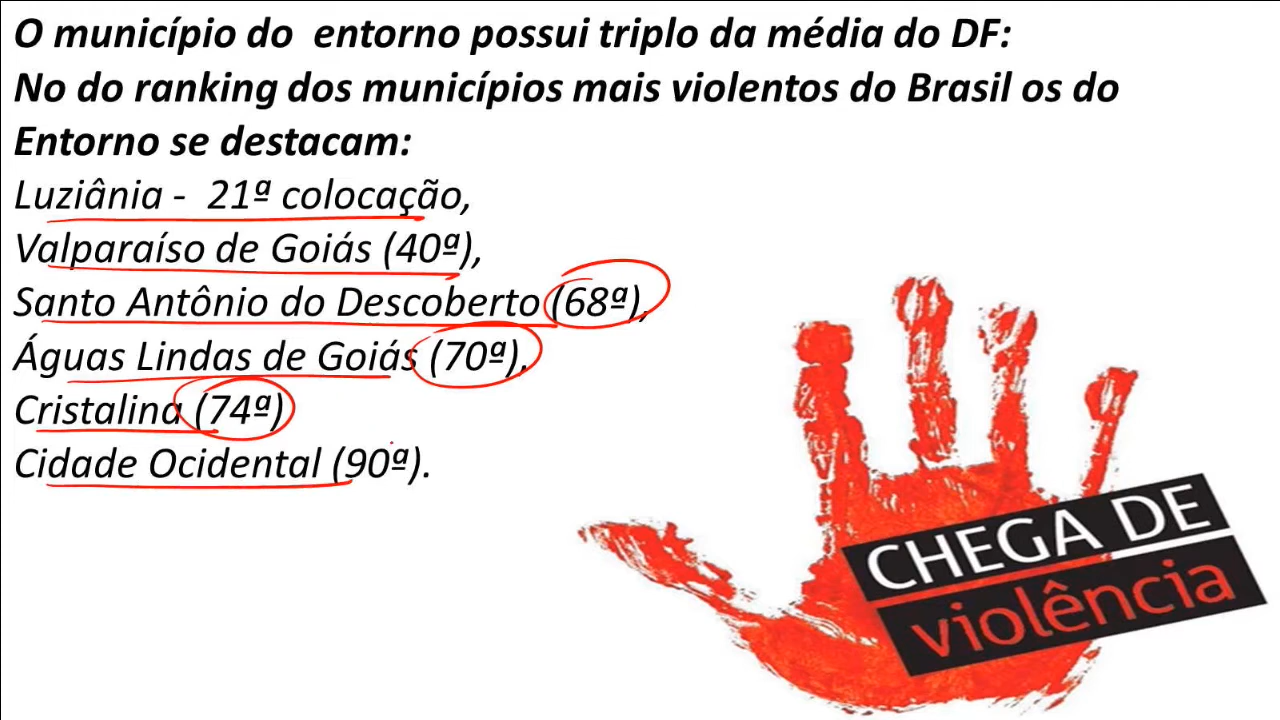 O município do  entorno possui triplo da média do DF:
No do ranking dos municípios mais violentos do Brasil os do
Entorno se destacam:
Luziânia -  21ª colocação,
Valparaíso de Goiás (40ª),
Santo Antônio do Descoberto (68ª),
Águas Lindas de Goiás (70ª),
Cristalina (74ª)
Cidade Ocidental (90ª).
CHEGA DE
violência